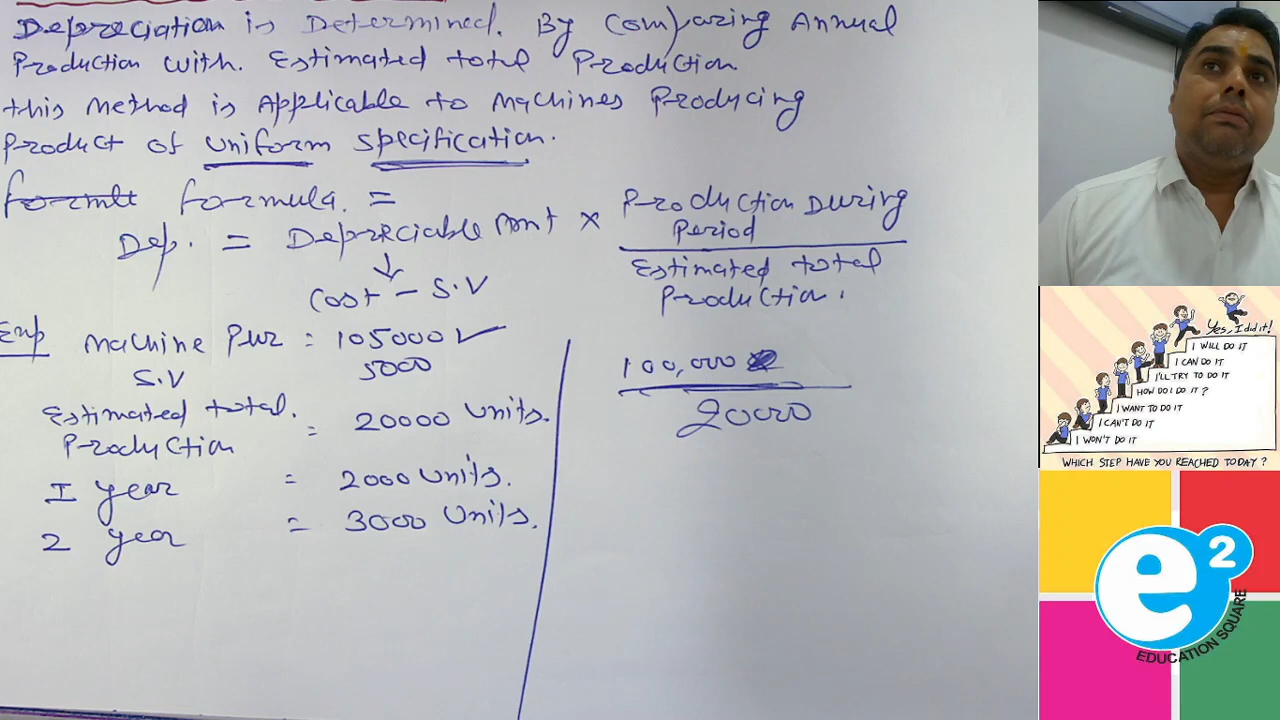 Depreciation is Determined. By Comparing Annual
Production with. Estimated total Production.
this Method is Applicable to Machines Producing
Product of uniform specification.
formula. =
Dep. = Depreciable Amt × Production During Period
Estimated total Production.
Cost - S.V
Machine Pur = 105000 ✓
S.V 5000
Estimated total. Production = 20000 Units.
I year = 2000 Units.
2 year = 3000 Units.
100,000
20000
Yes, I did it!
I WILL DO IT
I CAN DO IT
I'LL TRY TO DO IT
HOW DO I DO IT?
I WANT TO DO IT
I CAN'T DO IT
I WON'T DO IT
WHICH STEP HAVE YOU REACHED TODAY?
e2
EDUCATION SQUARE